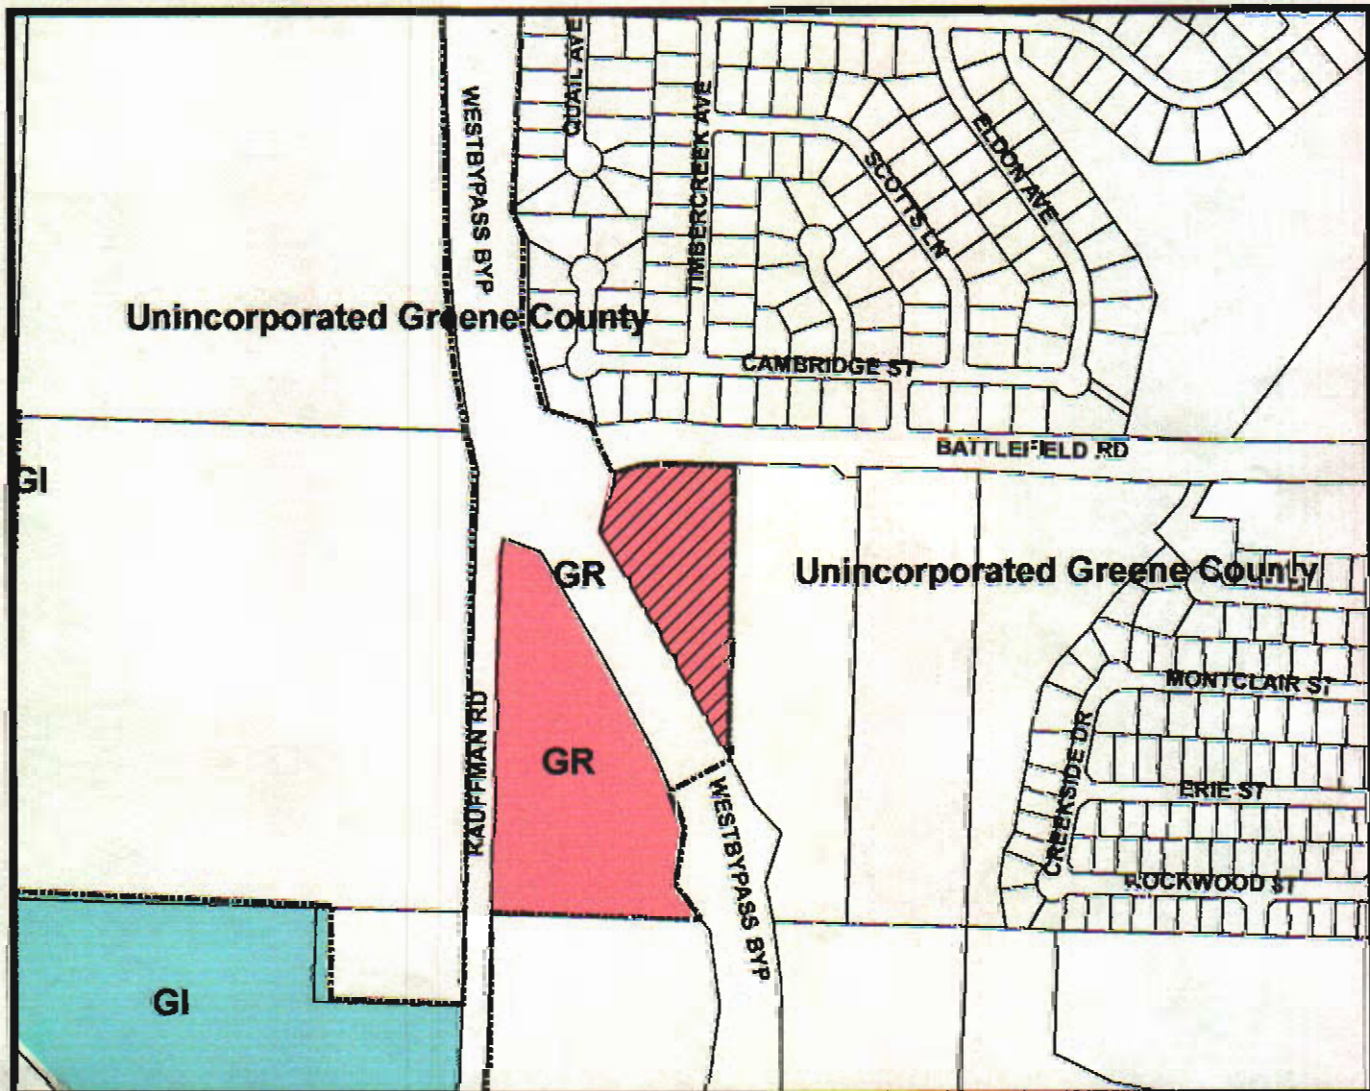 QUAIL AVE
WESTBYPASS BYP
TIMBERCREEK AVE
ELDON AVE
SCOTTS LN
Unincorporated Greene County
CAMBRIDGE ST
BATTLEFIELD RD
GI
GR
Unincorporated Greene County
MONTCLAIR ST
KAUFFMAN RD
GR
CREEKSIDE DR
ERIE ST
WESTBYPASS BYP
ROCKWOOD ST
GI